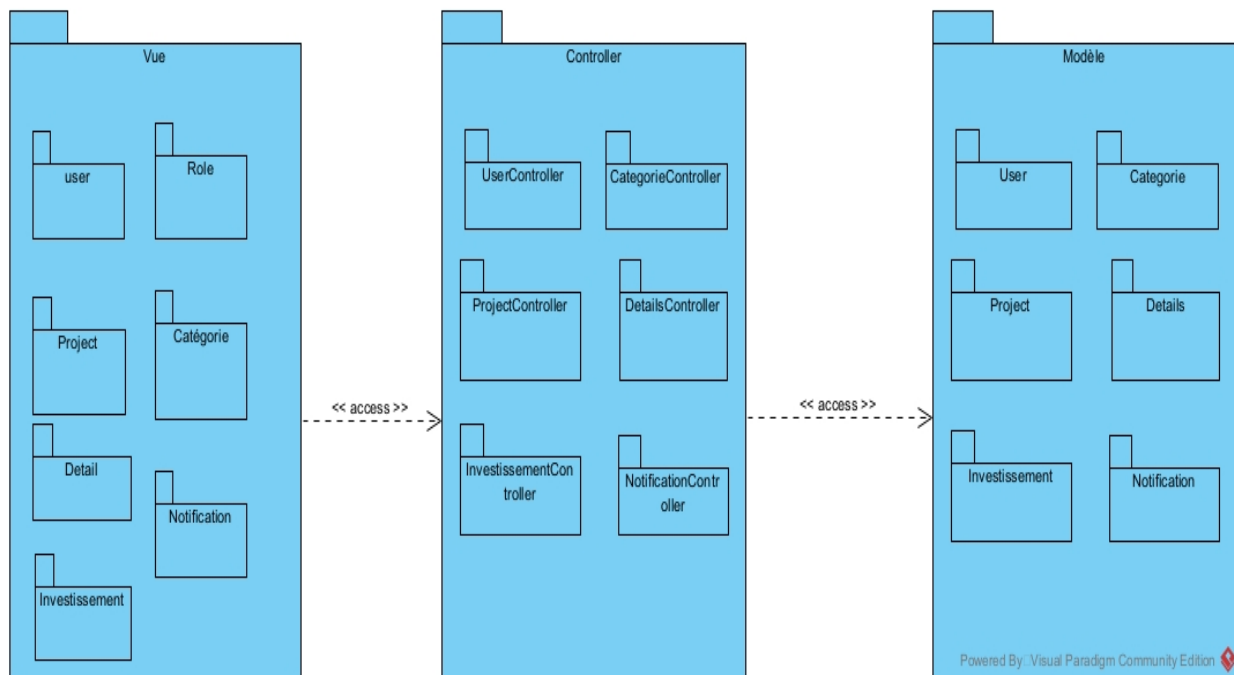 Vue
user
Role
Project
Catégorie
Detail
Notification
Investissement
<< access >>
Controller
UserController
CategorieController
ProjectController
DetailsController
InvestissementCon
troller
NotificationContr
oller
<< access >>
Modèle
User
Categorie
Project
Details
Investissement
Notification
Powered By Visual Paradigm Community Edition